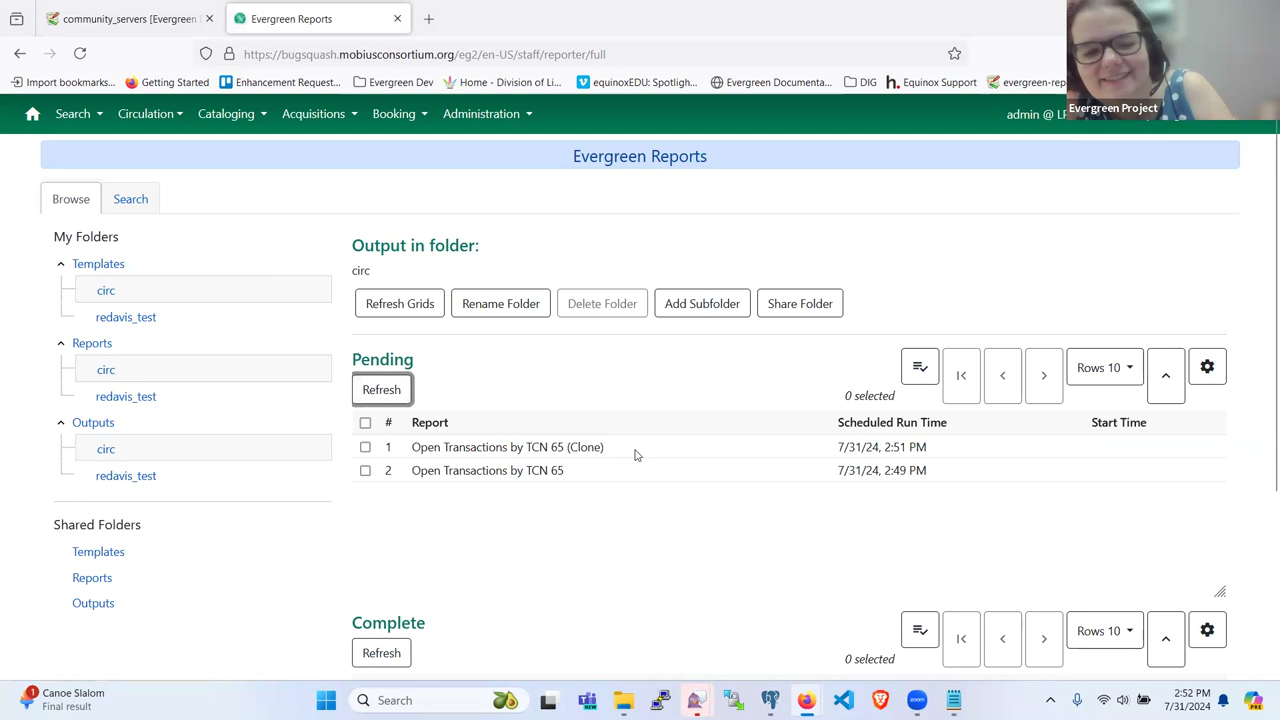 community_servers [Evergreen
Evergreen Reports
https://bugsquash.mobiusconsortium.org/eg2/en-US/staff/reporter/full
Import bookmarks...
Getting Started
Enhancement Request...
Evergreen Dev
Home - Division of Li...
equinoxEDU: Spotligh...
Evergreen Documenta...
DIG
Equinox Support
evergreen-rep
Evergreen Project
Search
Circulation
Cataloging
Acquisitions
Booking
Administration
admin @
Evergreen Reports
Browse
Search
My Folders
Templates
circ
redavis_test
Reports
circ
redavis_test
Outputs
circ
redavis_test
Shared Folders
Templates
Reports
Outputs
Output in folder:
circ
Refresh Grids
Rename Folder
Delete Folder
Add Subfolder
Share Folder
Pending
Refresh
0 selected
Rows 10
# Report Scheduled Run Time Start Time
1 Open Transactions by TCN 65 (Clone) 7/31/24, 2:51 PM
2 Open Transactions by TCN 65 7/31/24, 2:49 PM
Complete
Refresh
0 selected
Rows 10
1
Canoe Slalom
Final result
Search
NEW
PRE
2:52 PM
7/31/2024